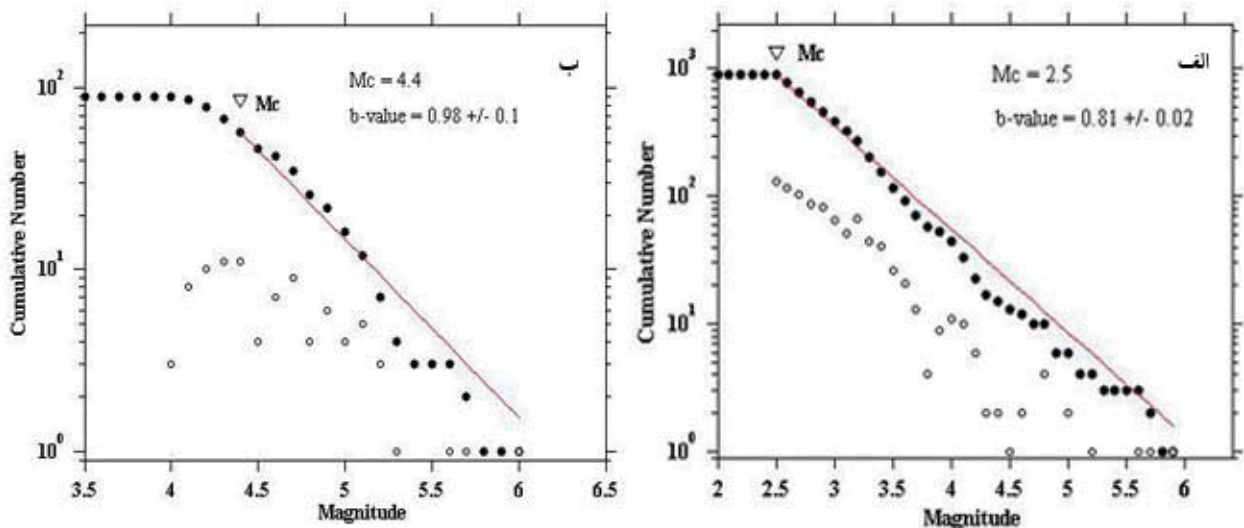 ب
Mc = 4.4
b-value = 0.98 +/- 0.1
▽ Mc
Cumulative Number
10²
10¹
10⁰
3.5 4 4.5 5 5.5 6 6.5
Magnitude
الف
Mc = 2.5
b-value = 0.81 +/- 0.02
▽ Mc
Cumulative Number
10³
10²
10¹
10⁰
2 2.5 3 3.5 4 4.5 5 5.5 6
Magnitude